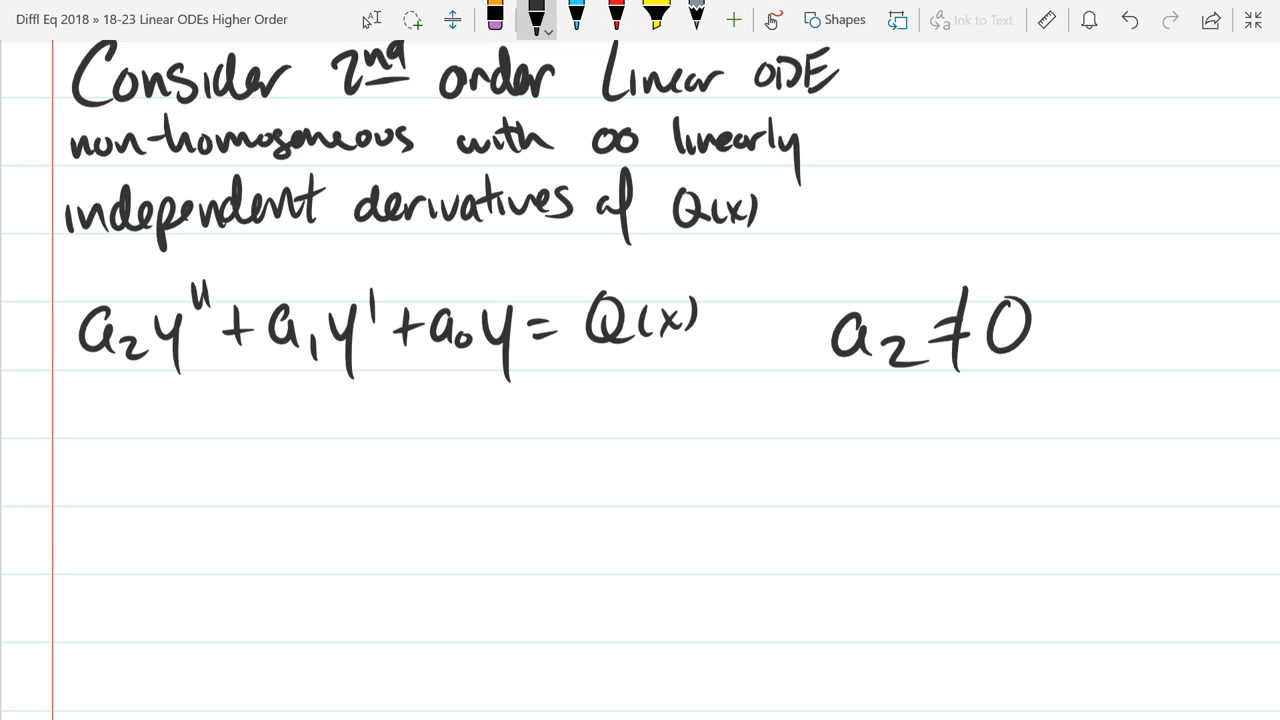 Diffl Eq 2018 » 18-23 Linear ODEs Higher Order
Shapes
Ink to Text
Consider 2nd order Linear ODE
non-homogeneous with ∞ linearly
independent derivatives of Q(x)
a₂y'' + a₁y' + a₀y = Q(x) a₂ ≠ 0